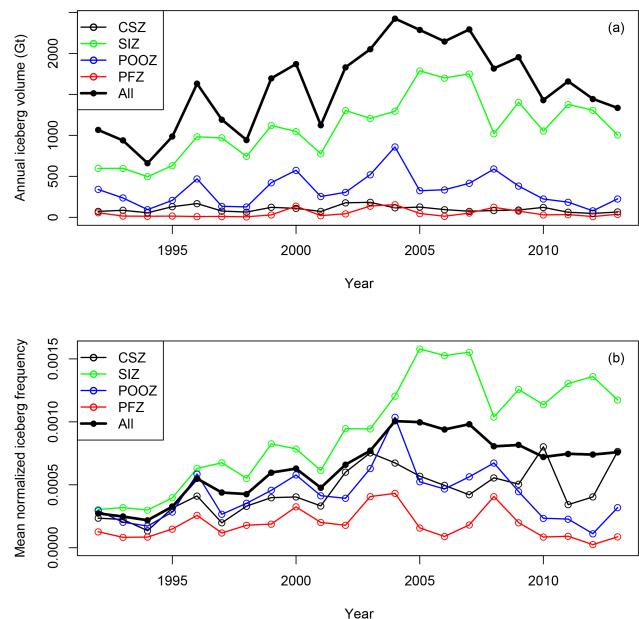 (a)
CSZ
SIZ
POOZ
PFZ
All
Annual iceberg volume (Gt)
0
500
1000
2000
1995
2000
2005
2010
Year
(b)
CSZ
SIZ
POOZ
PFZ
All
Mean normalized iceberg frequency
0.0000
0.0005
0.0010
0.0015
1995
2000
2005
2010
Year